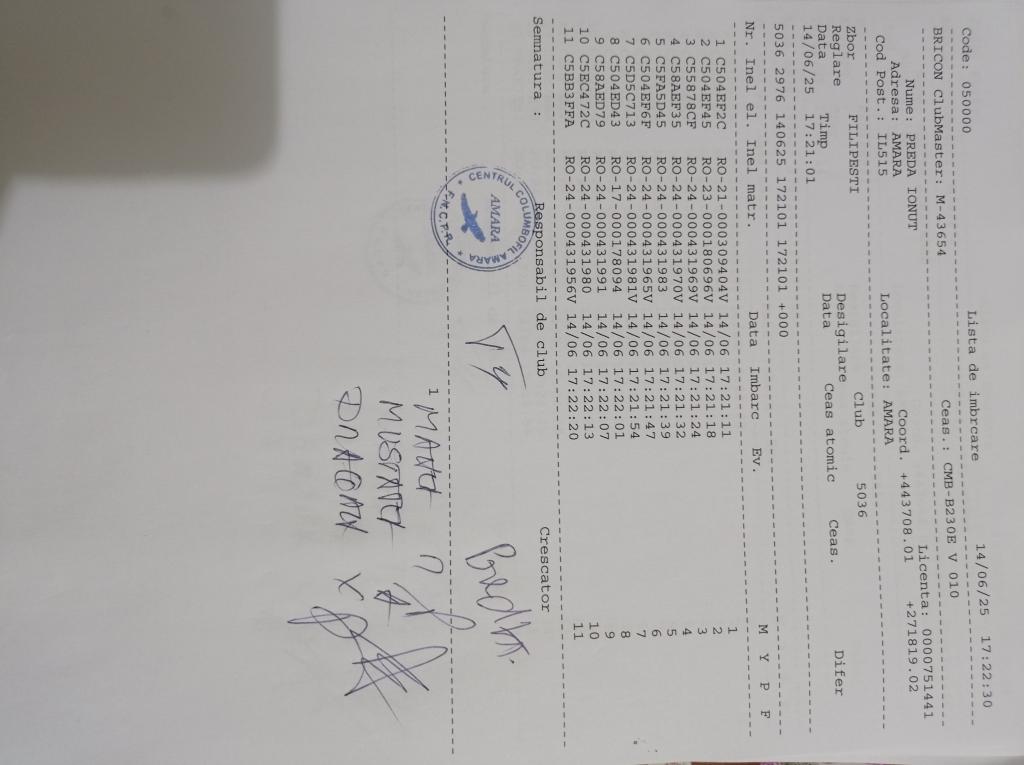 Lista de imbrcare 14/06/25 17:22:30
Code: 050000
BRICON ClubMaster: M-43654 Ceas.: CMB-B230E V 010
Nume: PREDA IONUT Licenta: 0000751441
Adresa: AMARA Coord. +443708.01 +271819.02
Cod Post.: IL515 Localitate: AMARA
Zbor FILIPESTI Club 5036
Reglare Desigilare
Data Timp Data Ceas atomic Ceas. Difer
14/06/25 17:21:01
5036 2976 140625 172101 172101 +000
Nr. Inel el. Inel matr. Data Imbarc Ev. M Y P F
1 C504EF2C RO-21-000309404V 14/06 17:21:11 1
2 C504EF45 RO-23-000180696V 14/06 17:21:18 2
3 C55878CF RO-24-000431969V 14/06 17:21:24 3
4 C58AEF35 RO-24-000431970V 14/06 17:21:32 4
5 C5FA5D45 RO-24-000431983 14/06 17:21:39 5
6 C504EF6F RO-24-000431965V 14/06 17:21:47 6
7 C5D5C713 RO-24-000431981V 14/06 17:21:54 7
8 C504ED43 RO-17-000178094 14/06 17:22:01 8
9 C58AED79 RO-24-000431991 14/06 17:22:07 9
10 C5EC472C RO-24-000431980 14/06 17:22:13 10
11 C5BB3FFA RO-24-000431956V 14/06 17:22:20 11
Semnatura : Responsabil de club Crescator
CENTRUL COLUMBOFIL AMARA
AMARA
1